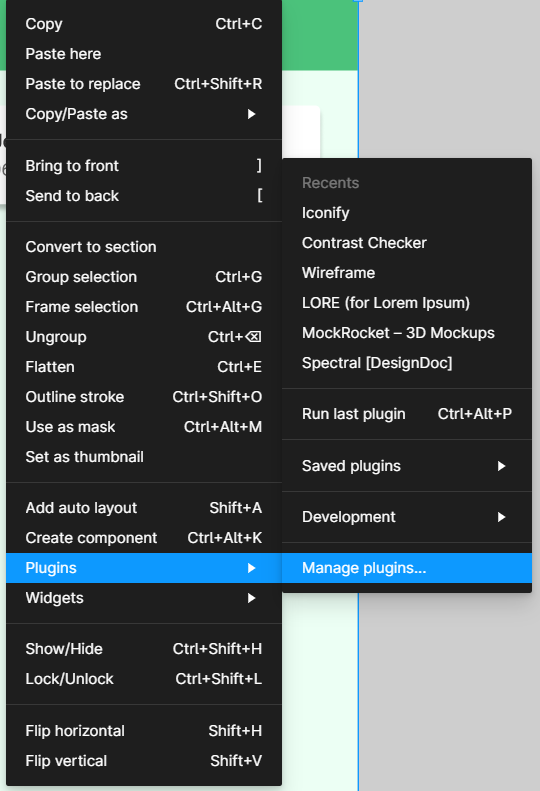 Copy Ctrl+C
Paste here
Paste to replace Ctrl+Shift+R
Copy/Paste as
Bring to front ]
Send to back [
Convert to section
Group selection Ctrl+G
Frame selection Ctrl+Alt+G
Ungroup Ctrl+⌫
Flatten Ctrl+E
Outline stroke Ctrl+Shift+O
Use as mask Ctrl+Alt+M
Set as thumbnail
Add auto layout Shift+A
Create component Ctrl+Alt+K
Plugins
Widgets
Show/Hide Ctrl+Shift+H
Lock/Unlock Ctrl+Shift+L
Flip horizontal Shift+H
Flip vertical Shift+V
Recents
Iconify
Contrast Checker
Wireframe
LORE (for Lorem Ipsum)
MockRocket – 3D Mockups
Spectral [DesignDoc]
Run last plugin Ctrl+Alt+P
Saved plugins
Development
Manage plugins...